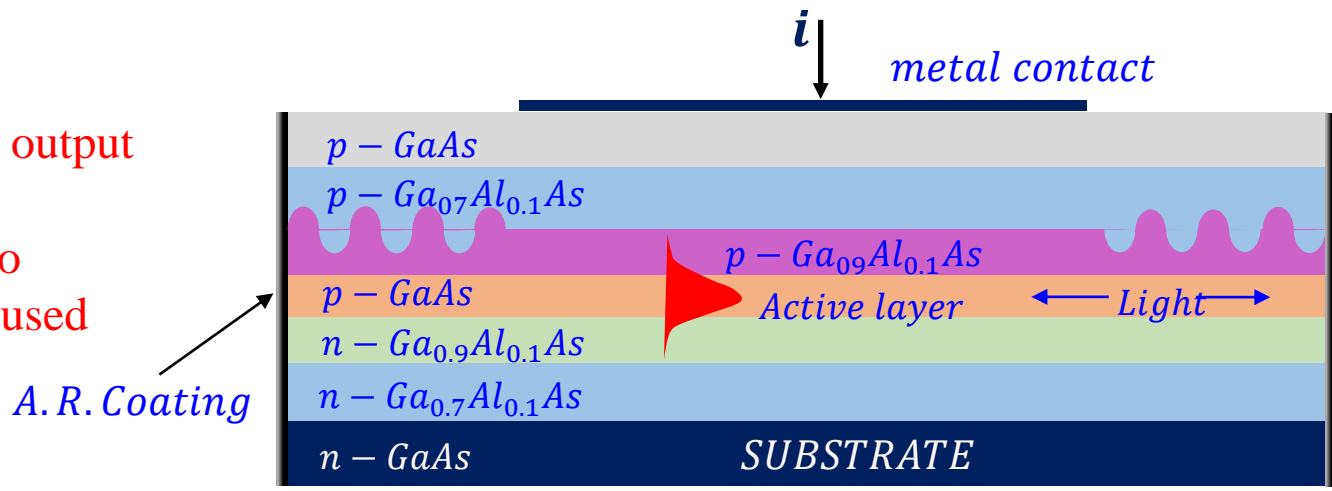 i
metal contact
output
p − GaAs
p − Ga₀₇Al₀.₁As
o
p − Ga₀₉Al₀.₁As
p − GaAs
Active layer
Light
used
n − Ga₀.₉Al₀.₁As
A. R. Coating
n − Ga₀.₇Al₀.₁As
n − GaAs
SUBSTRATE